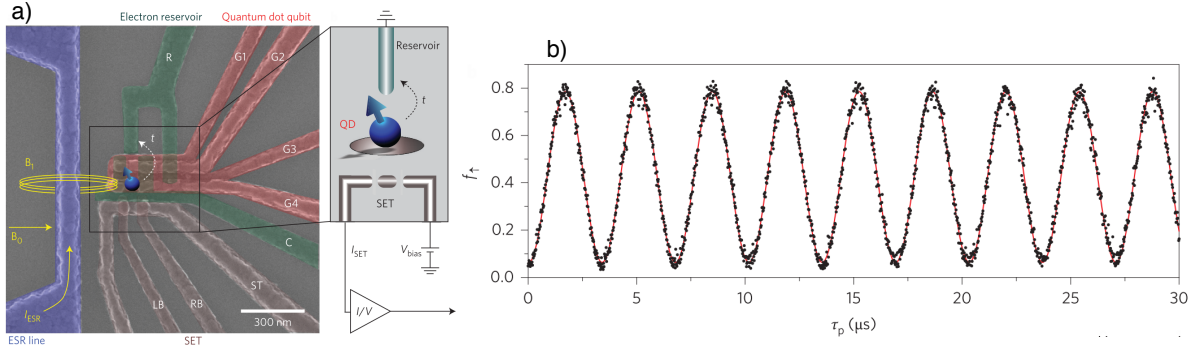 a)
Electron reservoir
Quantum dot qubit
R
G1
G2
G3
G4
C
ST
RB
LB
t
B1
B0
IESR
300 nm
ESR line
SET
Reservoir
t
QD
SET
ISET
Vbias
I/V
b)
0.8
0.6
0.4
0.2
0.0
f↑
0
5
10
15
20
25
30
τp (μs)